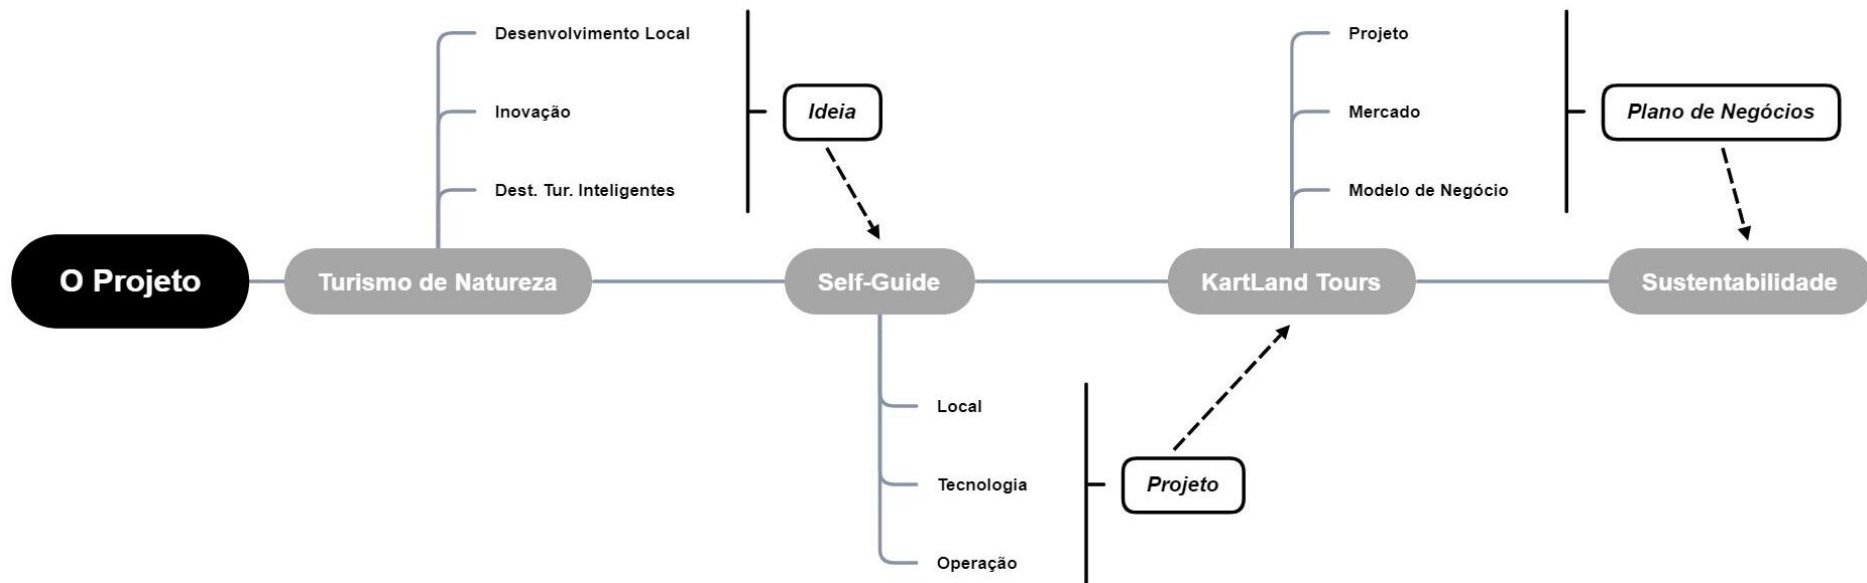 Desenvolvimento Local
Inovação
Dest. Tur. Inteligentes
Ideia
Projeto
Mercado
Modelo de Negócio
Plano de Negócios
O Projeto
Turismo de Natureza
Self-Guide
KartLand Tours
Sustentabilidade
Local
Tecnologia
Operação
Projeto